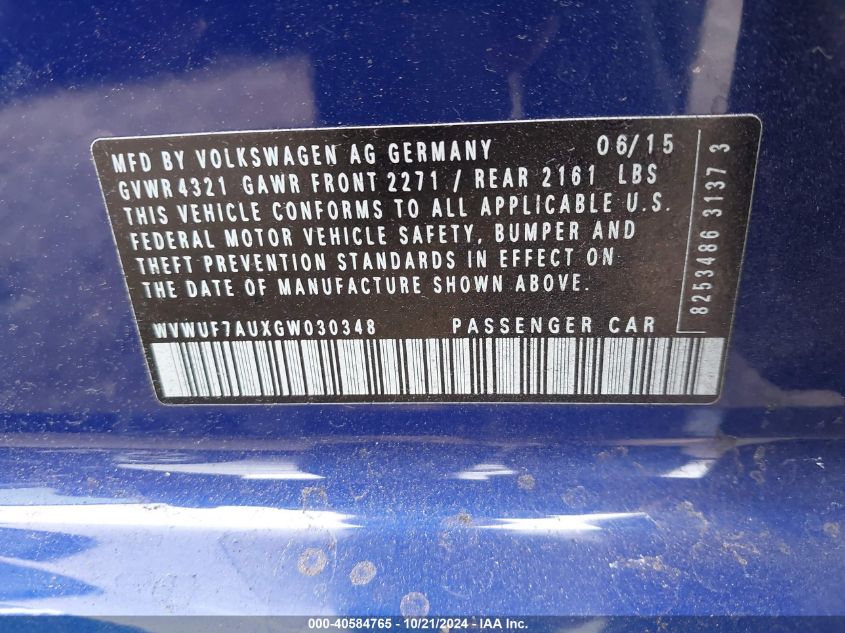 MFD BY VOLKSWAGEN AG GERMANY 06/15
GVWR 4321 GAWR FRONT 2271 / REAR 2161 LBS
THIS VEHICLE CONFORMS TO ALL APPLICABLE U.S.
FEDERAL MOTOR VEHICLE SAFETY, BUMPER AND
THEFT PREVENTION STANDARDS IN EFFECT ON
THE DATE OF MANUFACTURE SHOWN ABOVE.
WVWUF7AUXGW030348 PASSENGER CAR
8253486 3137 3
000-40584765 - 10/21/2024 - IAA Inc.